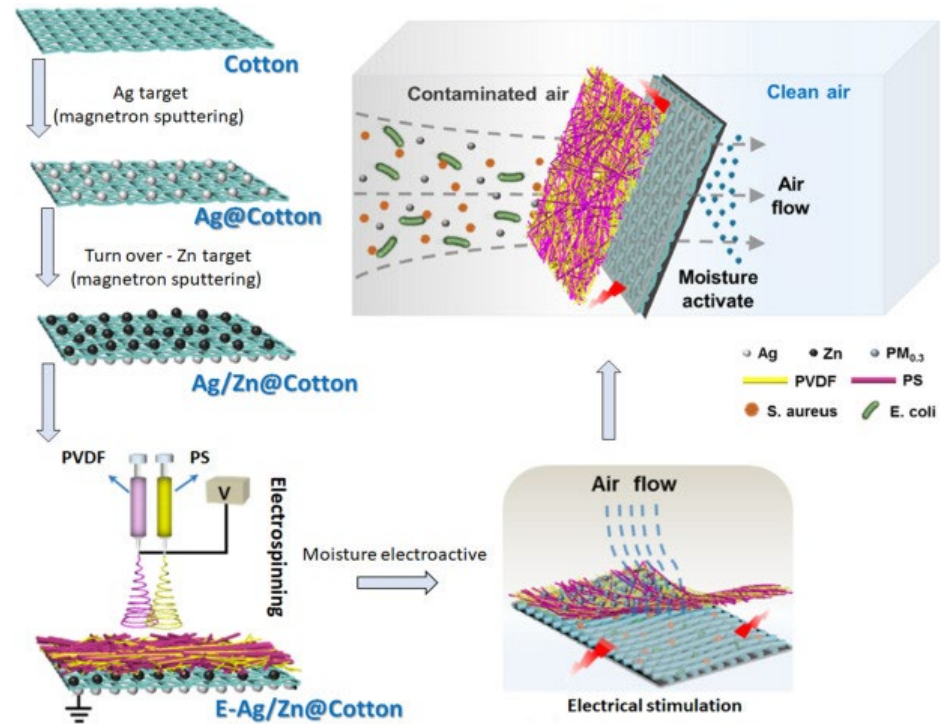 Cotton
Ag target
(magnetron sputtering)
Ag@Cotton
Turn over - Zn target
(magnetron sputtering)
Ag/Zn@Cotton
PVDF
PS
V
Electrospinning
E-Ag/Zn@Cotton
Moisture electroactive
Air flow
Electrical stimulation
Contaminated air
Clean air
Air
flow
Moisture
activate
Ag
Zn
PM0.3
PVDF
PS
S. aureus
E. coli